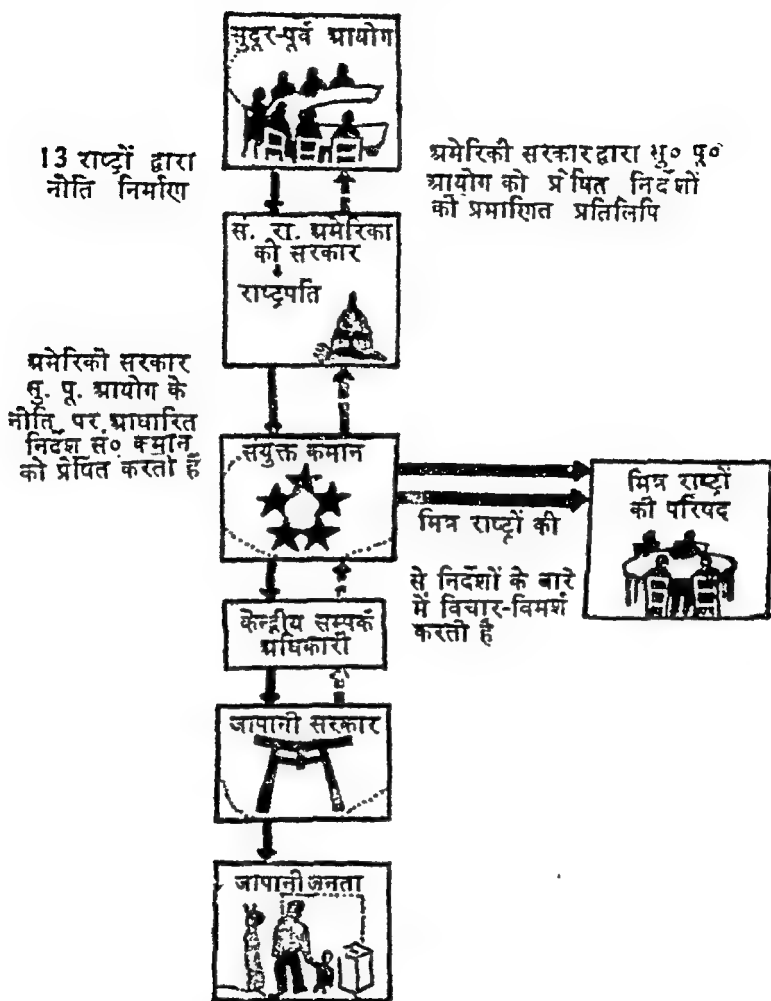 सुदूर-पूर्व आयोग
13 राष्ट्रों द्वारा
नीति निर्माण
अमेरिकी सरकार द्वारा सु० पू०
आयोग को प्रेषित निर्देशों
की प्रमाणित प्रतिलिपि
सं. रा. अमेरिका
की सरकार
राष्ट्रपति
अमेरिकी सरकार
सु. पू. आयोग के
नीति पर आधारित
निर्देश सं० कमान
को प्रेषित करती है
संयुक्त कमान
मित्र राष्ट्रों
की परिषद
मित्र राष्ट्रों की
से निर्देशों के बारे
में विचार-विमर्श
करती है
केन्द्रीय सम्पर्क
अधिकारी
जापानी सरकार
जापानी जनता